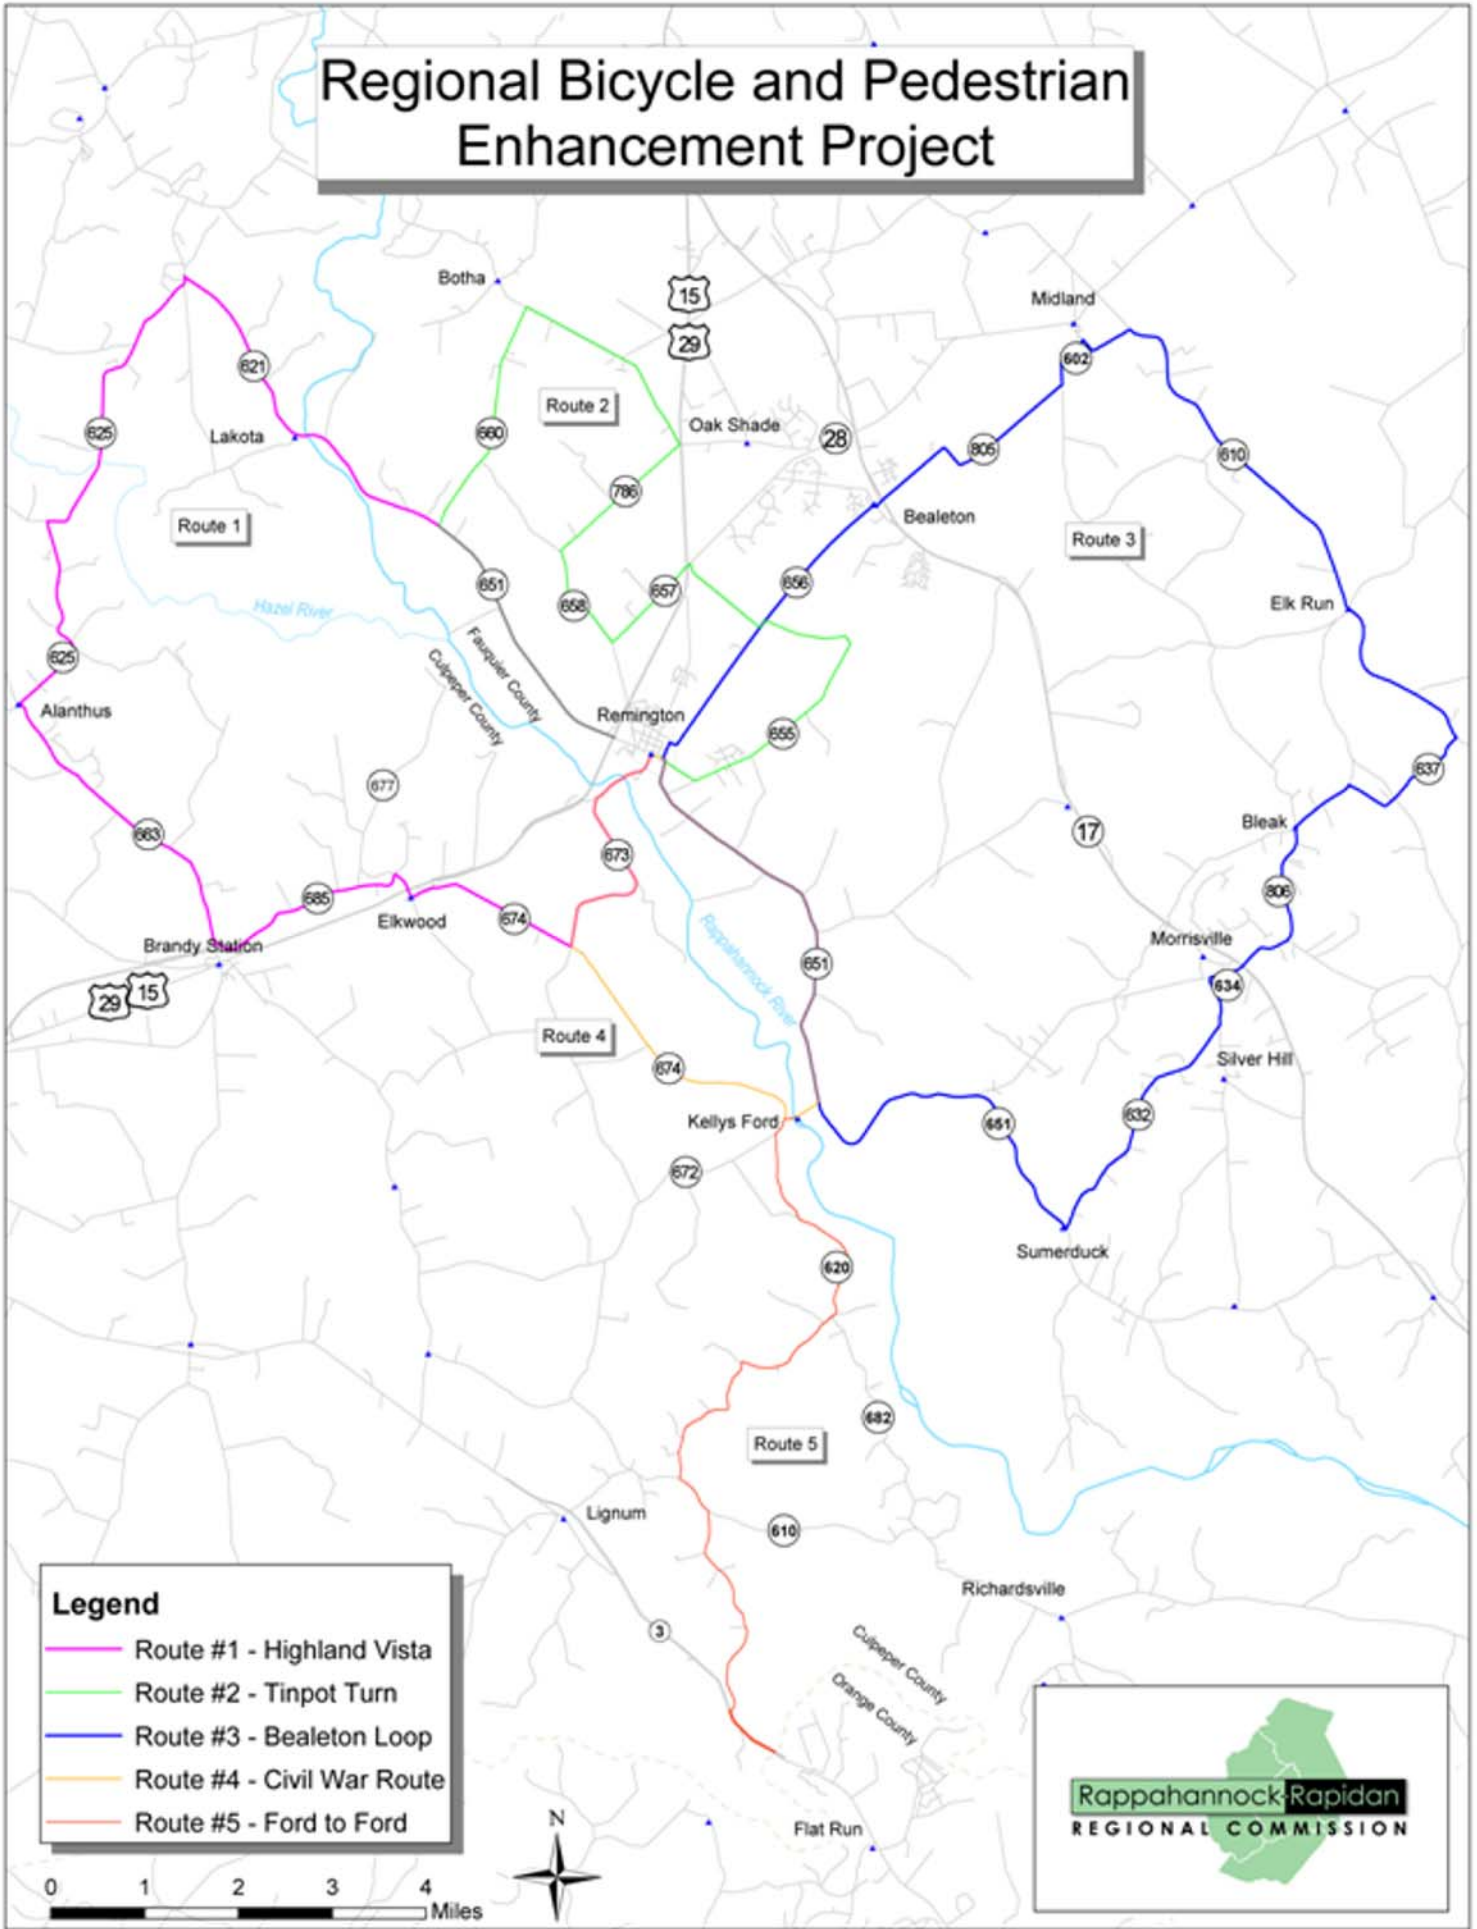 Regional Bicycle and Pedestrian
Enhancement Project
Botha
15
29
Midland
602
621
Route 2
625
Lakota
660
Oak Shade
28
805
610
786
Route 1
Bealeton
Route 3
651
658
657
656
Hazel River
Elk Run
Fauquier County
Culpeper County
625
Alanthus
Remington
655
677
637
663
17
Bleak
673
685
806
Elkwood
674
Brandy Station
Rappahannock River
Morrisville
651
29
15
634
Route 4
674
Silver Hill
Kellys Ford
651
632
672
620
Sumerduck
682
Route 5
Lignum
610
Richardsville
3
Culpeper County
Orange County
Flat Run
Legend
Route #1 - Highland Vista
Route #2 - Tinpot Turn
Route #3 - Bealeton Loop
Route #4 - Civil War Route
Route #5 - Ford to Ford
N
0 1 2 3 4
Miles
Rappahannock-Rapidan
REGIONAL COMMISSION